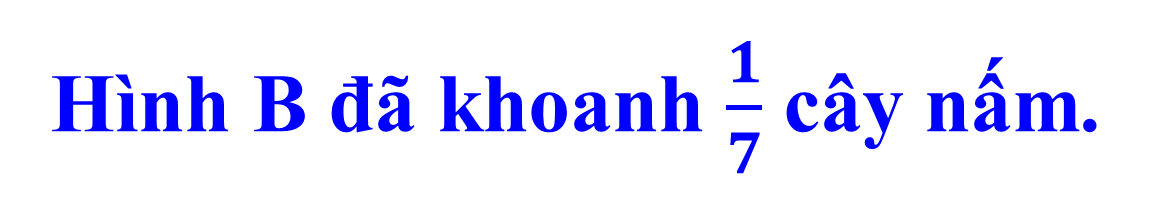 Hình B đã khoanh 1/7 cây nấm.